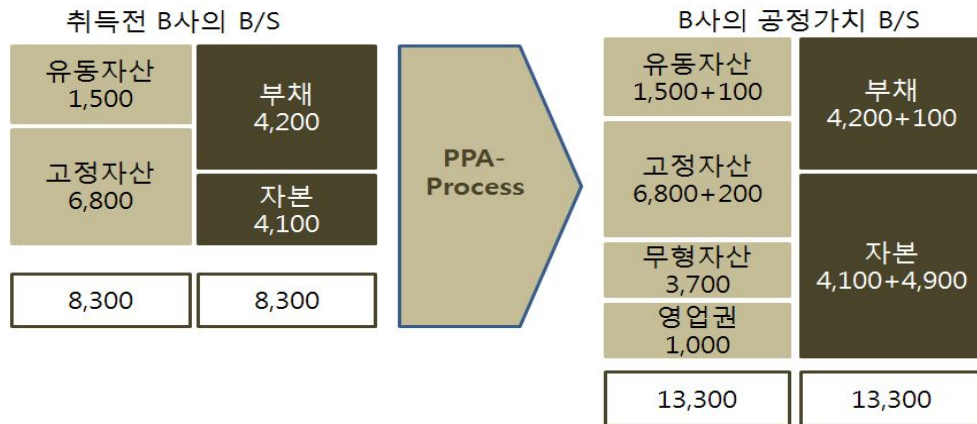 취득전 B사의 B/S
유동자산
1,500
고정자산
6,800
부채
4,200
자본
4,100
8,300
8,300
PPA-
Process
B사의 공정가치 B/S
유동자산
1,500+100
고정자산
6,800+200
무형자산
3,700
영업권
1,000
부채
4,200+100
자본
4,100+4,900
13,300
13,300